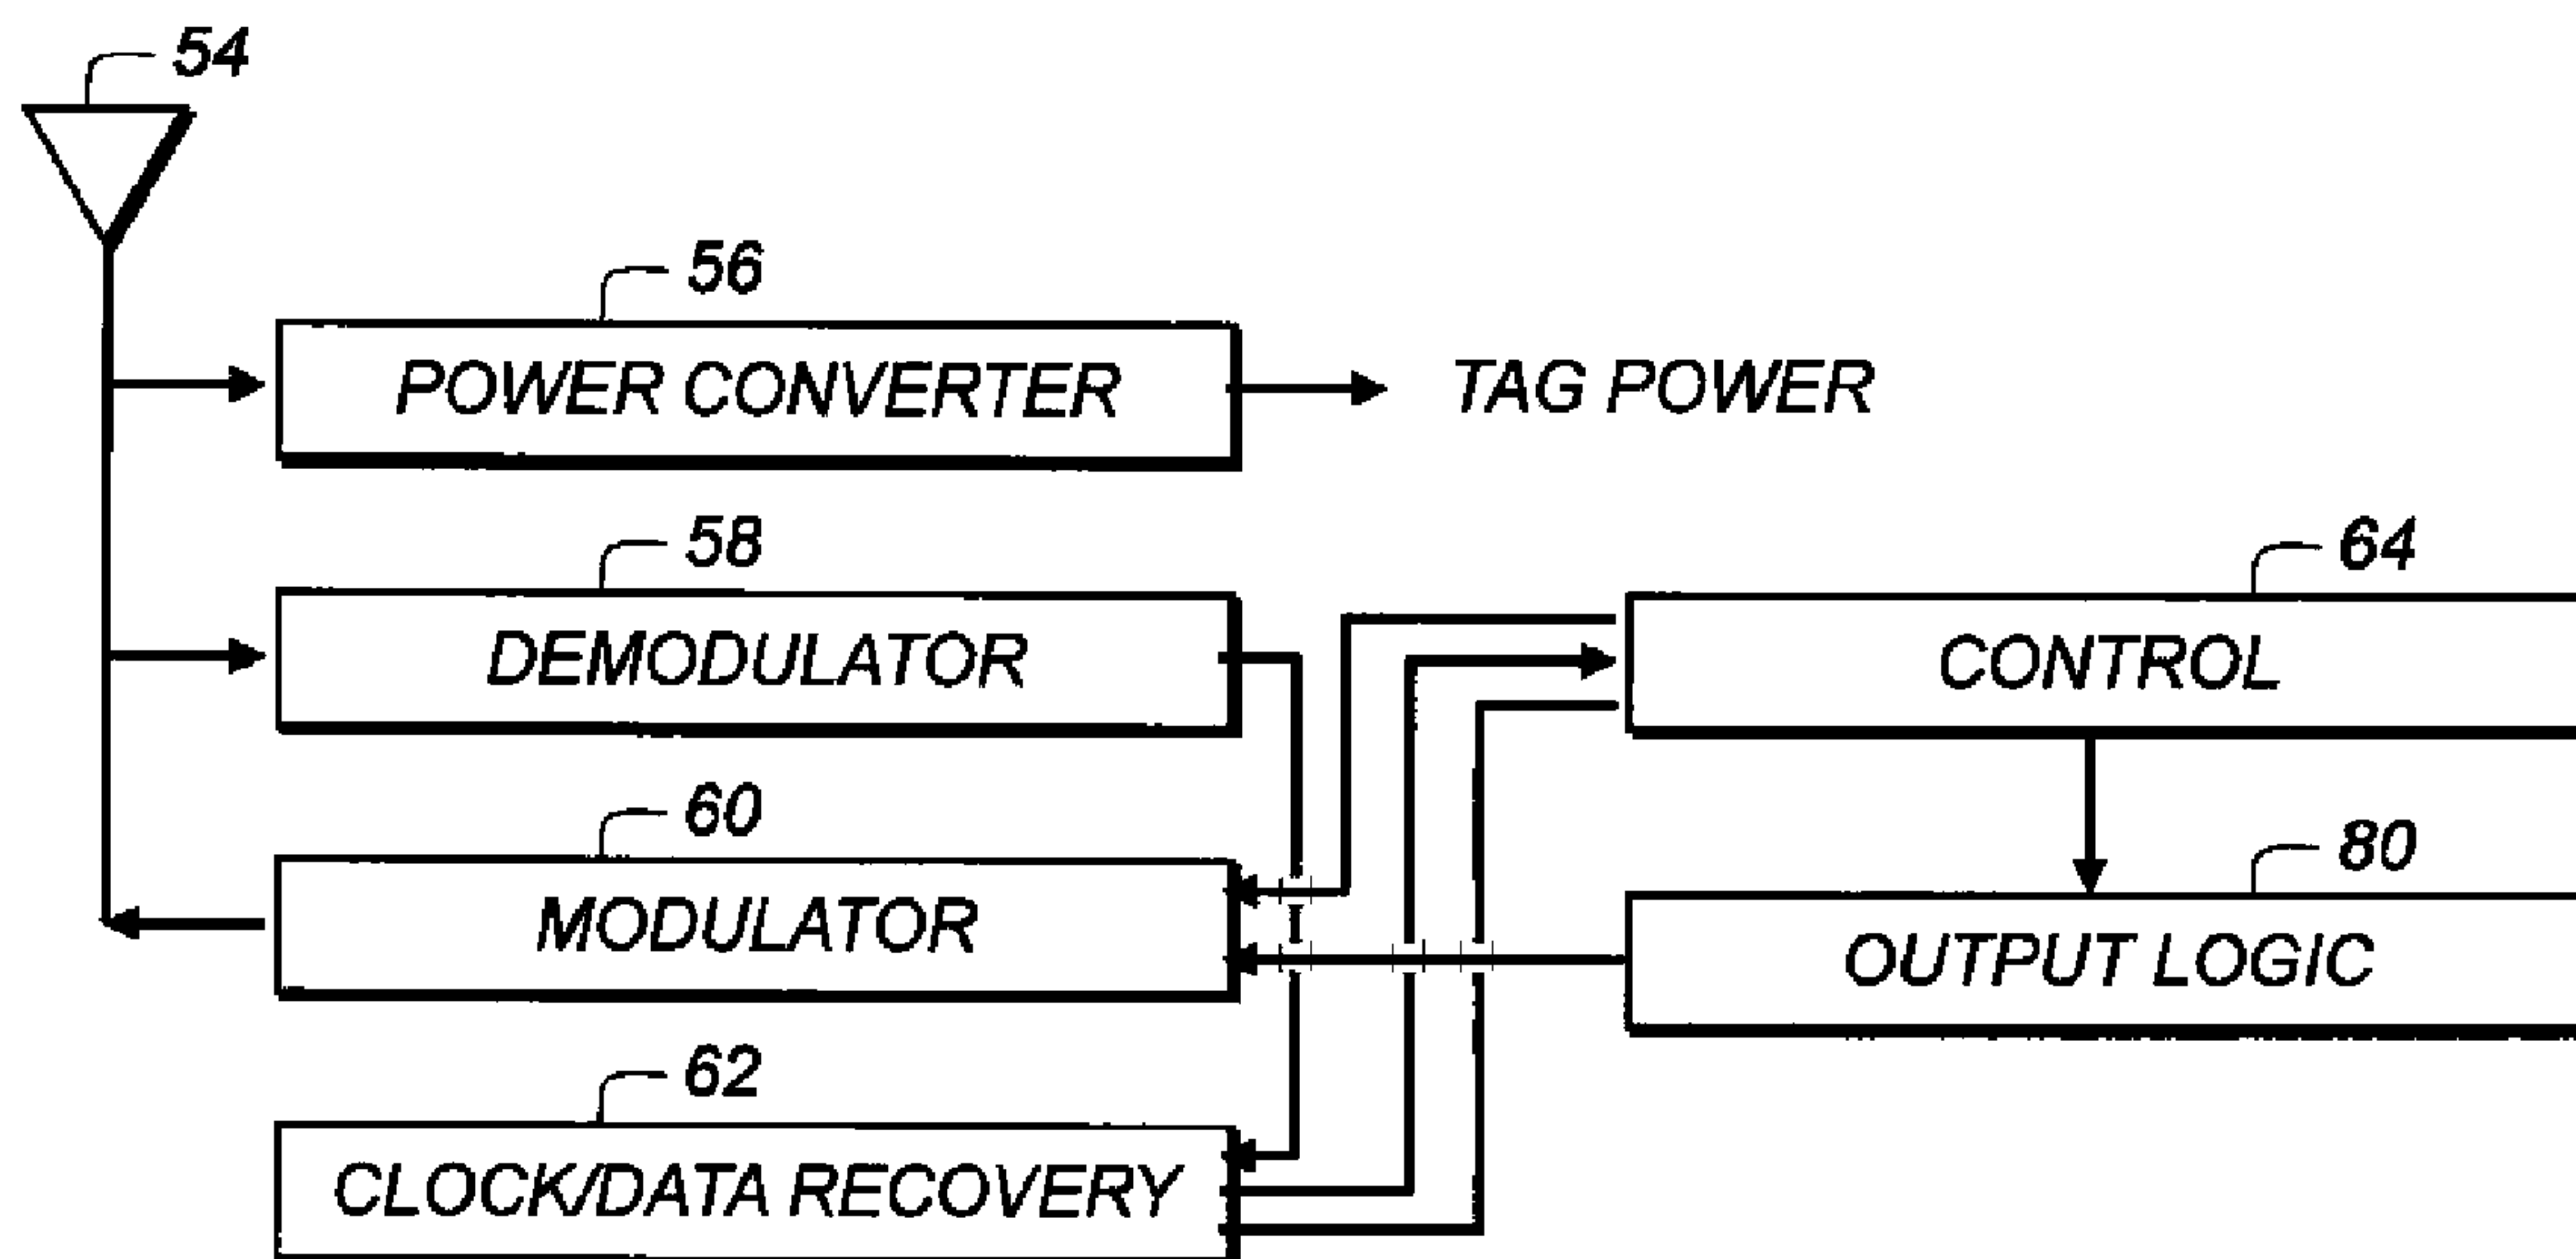 54
56
POWER CONVERTER
TAG POWER
58
DEMODULATOR
64
CONTROL
60
MODULATOR
80
OUTPUT LOGIC
62
CLOCK/DATA RECOVERY